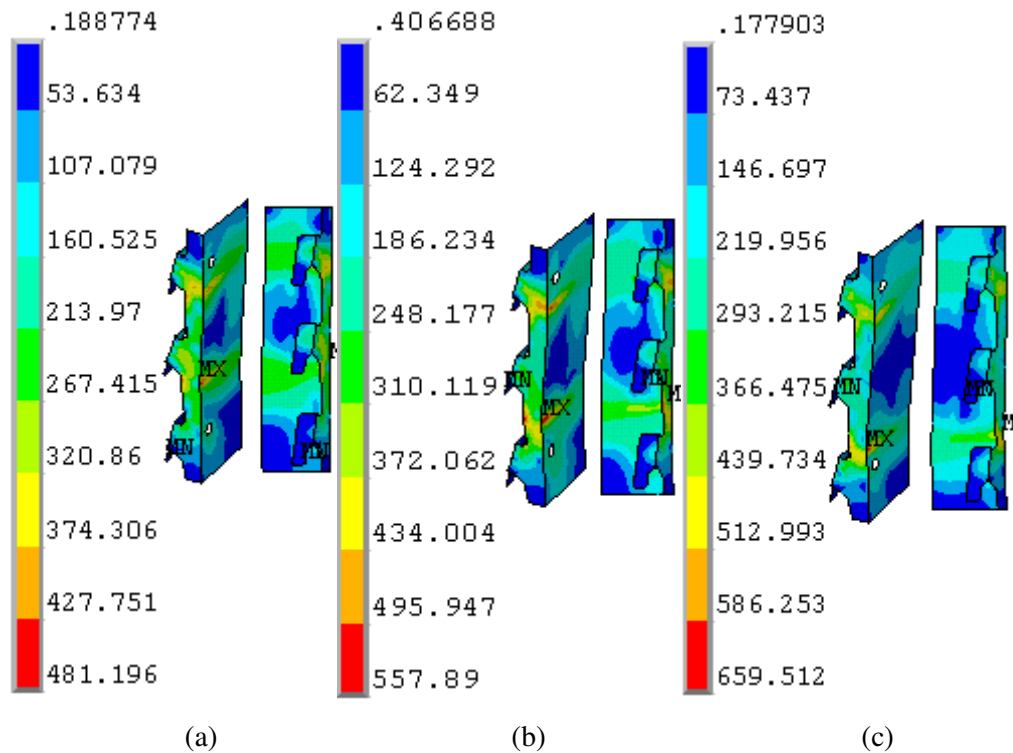 .188774
53.634
107.079
160.525
213.97
267.415
320.86
374.306
427.751
481.196
MX
MN
MN
M
(a)
.406688
62.349
124.292
186.234
248.177
310.119
372.062
434.004
495.947
557.89
MN
MX
MN
M
(b)
.177903
73.437
146.697
219.956
293.215
366.475
439.734
512.993
586.253
659.512
MN
MX
MN
M
(c)